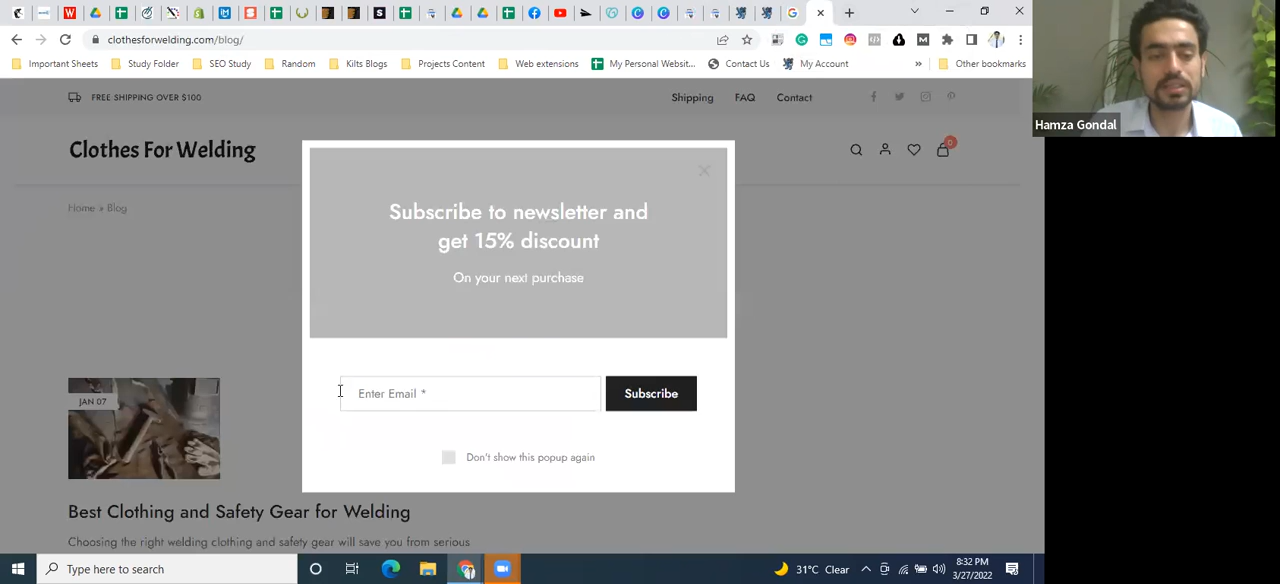 clothesforwelding.com/blog/
Important Sheets
Study Folder
SEO Study
Random
Kilts Blogs
Projects Content
Web extensions
My Personal Websit...
Contact Us
My Account
»
Other bookmarks
Hamza Gondal
FREE SHIPPING OVER $100
Shipping
FAQ
Contact
Clothes For Welding
0
Home » Blog
Subscribe to newsletter and
get 15% discount
On your next purchase
Enter Email *
Subscribe
Don't show this popup again
JAN 07
Best Clothing and Safety Gear for Welding
Choosing the right welding clothing and safety gear will save you from serious
Type here to search
31°C Clear
8:32 PM
3/27/2022